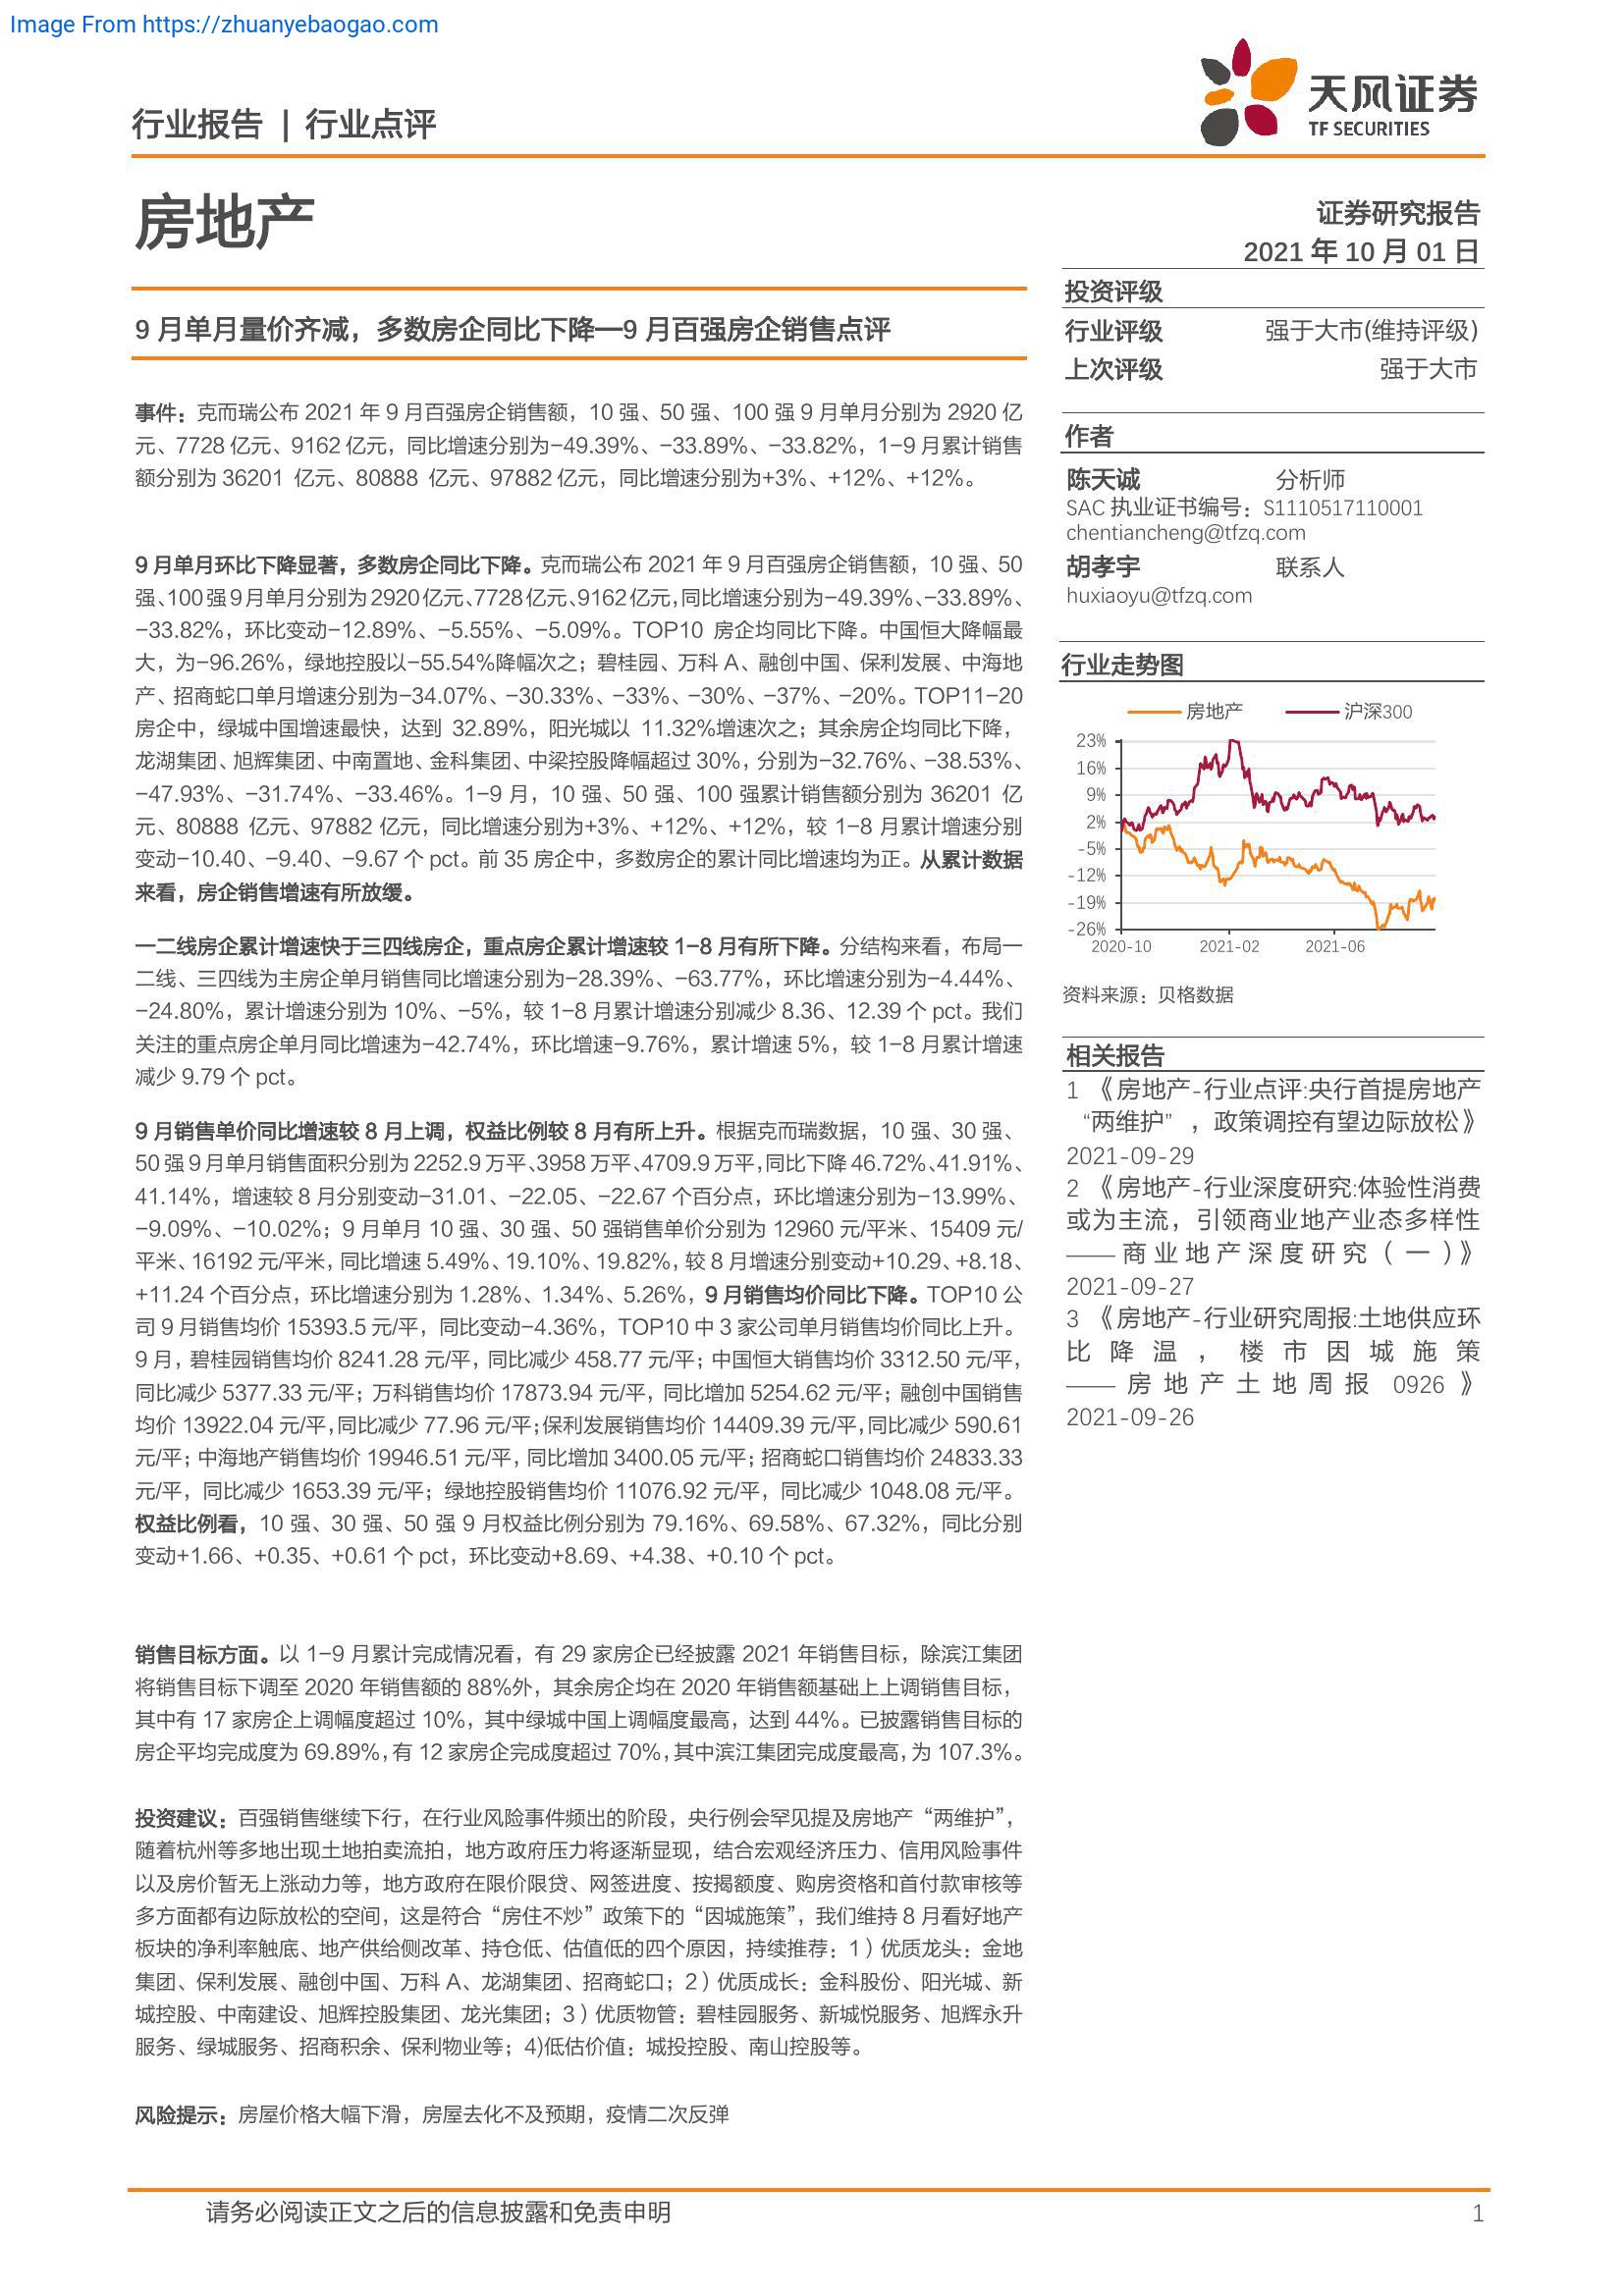 Image From https://zhuanyebaogao.com
行业报告 | 行业点评
天风证券
TF SECURITIES
房地产
证券研究报告
2021 年 10 月 01 日
9 月单月量价齐减，多数房企同比下降—9 月百强房企销售点评
事件：克而瑞公布 2021 年 9 月百强房企销售额，10 强、50 强、100 强 9 月单月分别为 2920 亿
元、7728 亿元、9162 亿元，同比增速分别为-49.39%、-33.89%、-33.82%，1-9 月累计销售
额分别为 36201 亿元、80888 亿元、97882 亿元，同比增速分别为+3%、+12%、+12%。
9 月单月环比下降显著，多数房企同比下降。克而瑞公布 2021 年 9 月百强房企销售额，10 强、50
强、100 强 9 月单月分别为 2920 亿元、7728 亿元、9162 亿元，同比增速分别为-49.39%、-33.89%、
-33.82%，环比变动-12.89%、-5.55%、-5.09%。TOP10 房企均同比下降。中国恒大降幅最
大，为-96.26%，绿地控股以-55.54%降幅次之；碧桂园、万科 A、融创中国、保利发展、中海地
产、招商蛇口单月增速分别为-34.07%、-30.33%、-33%、-30%、-37%、-20%。TOP11-20
房企中，绿城中国增速最快，达到 32.89%，阳光城以 11.32%增速次之；其余房企均同比下降，
龙湖集团、旭辉集团、中南置地、金科集团、中梁控股降幅超过 30%，分别为-32.76%、-38.53%、
-47.93%、-31.74%、-33.46%。1-9 月，10 强、50 强、100 强累计销售额分别为 36201 亿
元、80888 亿元、97882 亿元，同比增速分别为+3%、+12%、+12%，较 1-8 月累计增速分别
变动-10.40、-9.40、-9.67 个 pct。前 35 房企中，多数房企的累计同比增速均为正。从累计数据
来看，房企销售增速有所放缓。
一二线房企累计增速快于三四线房企，重点房企累计增速较 1-8 月有所下降。分结构来看，布局一
二线、三四线为主房企单月销售同比增速分别为-28.39%、-63.77%，环比增速分别为-4.44%、
-24.80%，累计增速分别为 10%、-5%，较 1-8 月累计增速分别减少 8.36、12.39 个 pct。我们
关注的重点房企单月同比增速为-42.74%，环比增速-9.76%，累计增速 5%，较 1-8 月累计增速
减少 9.79 个 pct。
9 月销售单价同比增速较 8 月上调，权益比例较 8 月有所上升。根据克而瑞数据，10 强、30 强、
50 强 9 月单月销售面积分别为 2252.9 万平、3958 万平、4709.9 万平，同比下降 46.72%、41.91%、
41.14%，增速较 8 月分别变动-31.01、-22.05、-22.67 个百分点，环比增速分别为-13.99%、
-9.09%、-10.02%；9 月单月 10 强、30 强、50 强销售单价分别为 12960 元/平米、15409 元/
平米、16192 元/平米，同比增速 5.49%、19.10%、19.82%，较 8 月增速分别变动+10.29、+8.18、
+11.24 个百分点，环比增速分别为 1.28%、1.34%、5.26%，9 月销售均价同比下降。TOP10 公
司 9 月销售均价 15393.5 元/平，同比变动-4.36%，TOP10 中 3 家公司单月销售均价同比上升。
9 月，碧桂园销售均价 8241.28 元/平，同比减少 458.77 元/平；中国恒大销售均价 3312.50 元/平，
同比减少 5377.33 元/平；万科销售均价 17873.94 元/平，同比增加 5254.62 元/平；融创中国销售
均价 13922.04 元/平，同比减少 77.96 元/平；保利发展销售均价 14409.39 元/平，同比减少 590.61
元/平；中海地产销售均价 19946.51 元/平，同比增加 3400.05 元/平；招商蛇口销售均价 24833.33
元/平，同比减少 1653.39 元/平；绿地控股销售均价 11076.92 元/平，同比减少 1048.08 元/平。
权益比例看，10 强、30 强、50 强 9 月权益比例分别为 79.16%、69.58%、67.32%，同比分别
变动+1.66、+0.35、+0.61 个 pct，环比变动+8.69、+4.38、+0.10 个 pct。
销售目标方面。以 1-9 月累计完成情况看，有 29 家房企已经披露 2021 年销售目标，除滨江集团
将销售目标下调至 2020 年销售额的 88%外，其余房企均在 2020 年销售额基础上上调销售目标，
其中有 17 家房企上调幅度超过 10%，其中绿城中国上调幅度最高，达到 44%。已披露销售目标的
房企平均完成度为 69.89%，有 12 家房企完成度超过 70%，其中滨江集团完成度最高，为 107.3%。
投资建议：百强销售继续下行，在行业风险事件频出的阶段，央行例会罕见提及房地产“两维护”，
随着杭州等多地出现土地拍卖流拍，地方政府压力将逐渐显现，结合宏观经济压力、信用风险事件
以及房价暂无上涨动力等，地方政府在限价限贷、网签进度、按揭额度、购房资格和首付款审核等
多方面都有边际放松的空间，这是符合“房住不炒”政策下的“因城施策”，我们维持 8 月看好地产
板块的净利率触底、地产供给侧改革、持仓低、估值低的四个原因，持续推荐：1）优质龙头：金地
集团、保利发展、融创中国、万科 A、龙湖集团、招商蛇口；2）优质成长：金科股份、阳光城、新
城控股、中南建设、旭辉控股集团、龙光集团；3）优质物管：碧桂园服务、新城悦服务、旭辉永升
服务、绿城服务、招商积余、保利物业等；4)低估价值：城投控股、南山控股等。
风险提示：房屋价格大幅下滑，房屋去化不及预期，疫情二次反弹
投资评级
行业评级 强于大市(维持评级)
上次评级 强于大市
作者
陈天诚 分析师
SAC 执业证书编号：S1110517110001
chentiancheng@tfzq.com
胡孝宇 联系人
huxiaoyu@tfzq.com
行业走势图
房地产 沪深300
23%
16%
9%
2%
-5%
-12%
-19%
-26%
2020-10 2021-02 2021-06
资料来源：贝格数据
相关报告
1 《房地产-行业点评:央行首提房地产
“两维护”，政策调控有望边际放松》
2021-09-29
2 《房地产-行业深度研究:体验性消费
或为主流，引领商业地产业态多样性
——商业地产深度研究（一）》
2021-09-27
3 《房地产-行业研究周报:土地供应环
比降温，楼市因城施策
——房地产土地周报 0926》
2021-09-26
请务必阅读正文之后的信息披露和免责申明
1